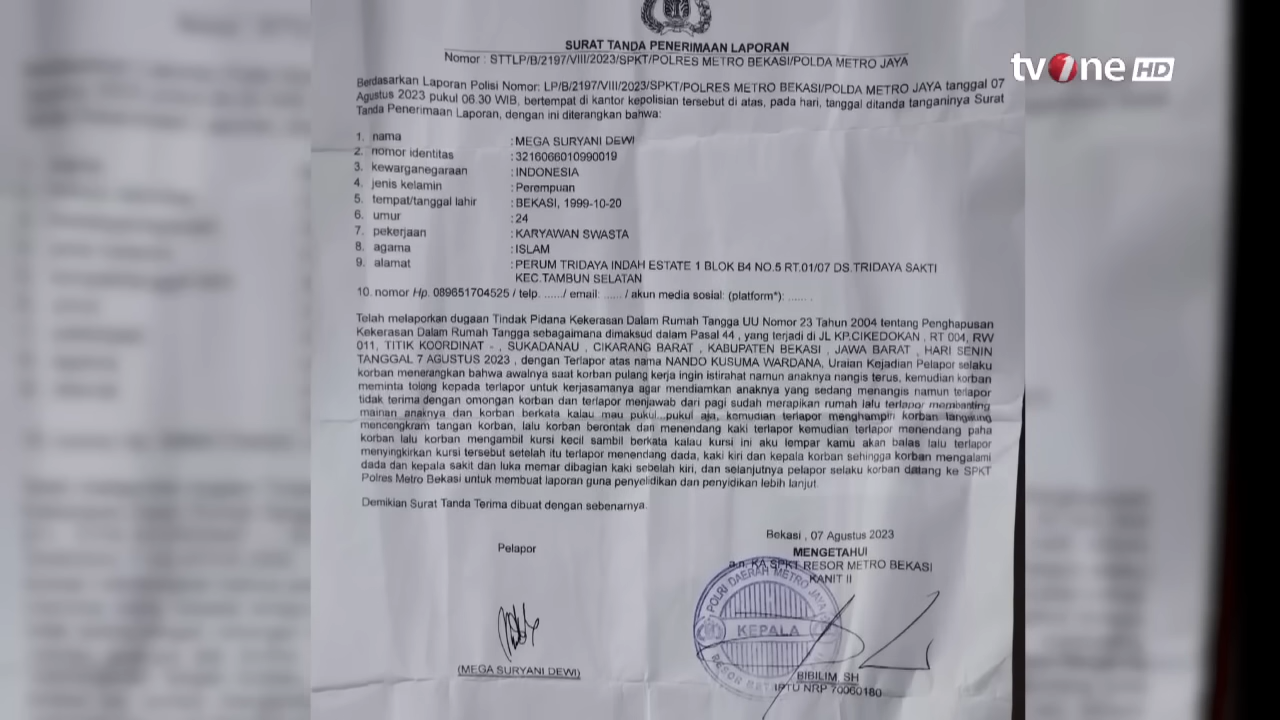 SURAT TANDA PENERIMAAN LAPORAN
Nomor : STTLP/B/2197/VIII/2023/SPKT/POLRES METRO BEKASI/POLDA METRO JAYA
tvOne HD
Berdasarkan Laporan Polisi Nomor: LP/B/2197/VIII/2023/SPKT/POLRES METRO BEKASI/POLDA METRO JAYA tanggal 07
Agustus 2023 pukul 06.30 WIB, bertempat di kantor kepolisian tersebut di atas, pada hari, tanggal ditanda tanganinya Surat
Tanda Penerimaan Laporan, dengan ini diterangkan bahwa:
1. nama : MEGA SURYANI DEWI
2. nomor identitas : 3216066010990019
3. kewarganegaraan : INDONESIA
4. jenis kelamin : Perempuan
5. tempat/tanggal lahir : BEKASI, 1999-10-20
6. umur : 24
7. pekerjaan : KARYAWAN SWASTA
8. agama : ISLAM
9. alamat : PERUM TRIDAYA INDAH ESTATE 1 BLOK B4 NO.5 RT.01/07 DS.TRIDAYA SAKTI
KEC.TAMBUN SELATAN
10. nomor Hp. 089651704525 / telp. ....../ email: ...... / akun media sosial: (platform*): ...... .
Telah melaporkan dugaan Tindak Pidana Kekerasan Dalam Rumah Tangga UU Nomor 23 Tahun 2004 tentang Penghapusan
Kekerasan Dalam Rumah Tangga sebagaimana dimaksud dalam Pasal 44 , yang terjadi di JL KP.CIKEDOKAN , RT 004, RW
011, TITIK KOORDINAT - , SUKADANAU , CIKARANG BARAT , KABUPATEN BEKASI , JAWA BARAT , HARI SENIN
TANGGAL 7 AGUSTUS 2023 , dengan Terlapor atas nama NANDO KUSUMA WARDANA, Uraian Kejadian Pelapor selaku
korban menerangkan bahwa awalnya saat korban pulang kerja ingin istirahat namun anaknya nangis terus, kemudian korban
meminta tolong kepada terlapor untuk kerjasamanya agar mendiamkan anaknya yang sedang menangis namun terlapor
tidak terima dengan omongan korban dan terlapor menjawab dari pagi sudah merapikan rumah lalu terlapor membanting
mainan anaknya dan korban berkata kalau mau pukul..pukul aja, kemudian terlapor menghampiri korban langsung
mencengkram tangan korban, lalu korban berontak dan menendang kaki terlapor kemudian terlapor menendang paha
korban lalu korban mengambil kursi kecil sambil berkata kalau kursi ini aku lempar kamu akan balas lalu terlapor
menyingkirkan kursi tersebut setelah itu terlapor menendang dada, kaki kiri dan kepala korban sehingga korban mengalami
dada dan kepala sakit dan luka memar dibagian kaki sebelah kiri, dan selanjutnya pelapor selaku korban datang ke SPKT
Polres Metro Bekasi untuk membuat laporan guna penyelidikan dan penyidikan lebih lanjut.
Demikian Surat Tanda Terima dibuat dengan sebenarnya.
Bekasi , 07 Agustus 2023
Pelapor
MENGETAHUI
a.n. KA SPKT RESOR METRO BEKASI
KANIT II
POLRI DAERAH METRO JAYA
KEPALA
RESOR
(MEGA SURYANI DEWI)
BIBILIM, SH
IPTU NRP 70060180